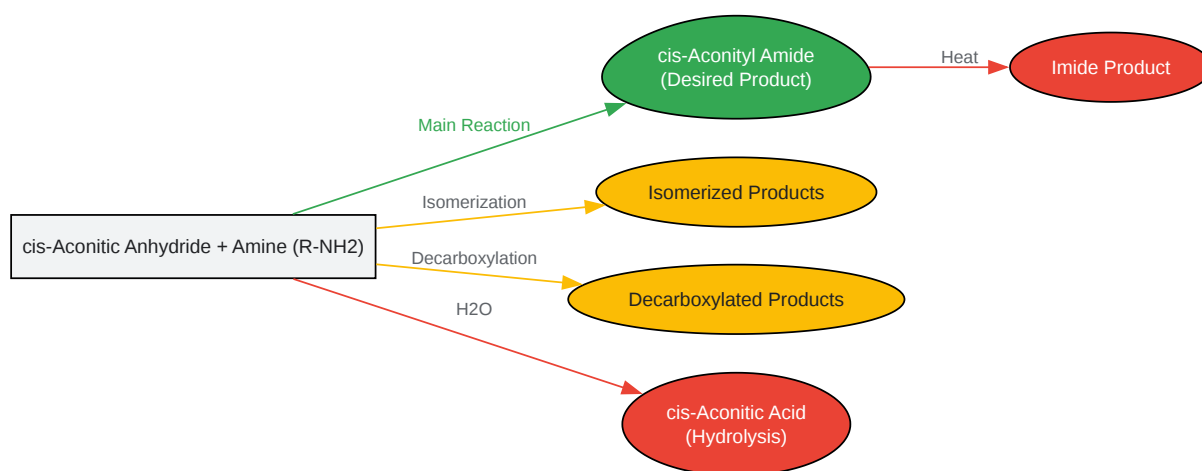 cis-Aconityl Amide
(Desired Product)
Heat
Imide Product
Main Reaction
Isomerization
Isomerized Products
cis-Aconitic Anhydride + Amine (R-NH2)
Decarboxylation
Decarboxylated Products
H2O
cis-Aconitic Acid
(Hydrolysis)